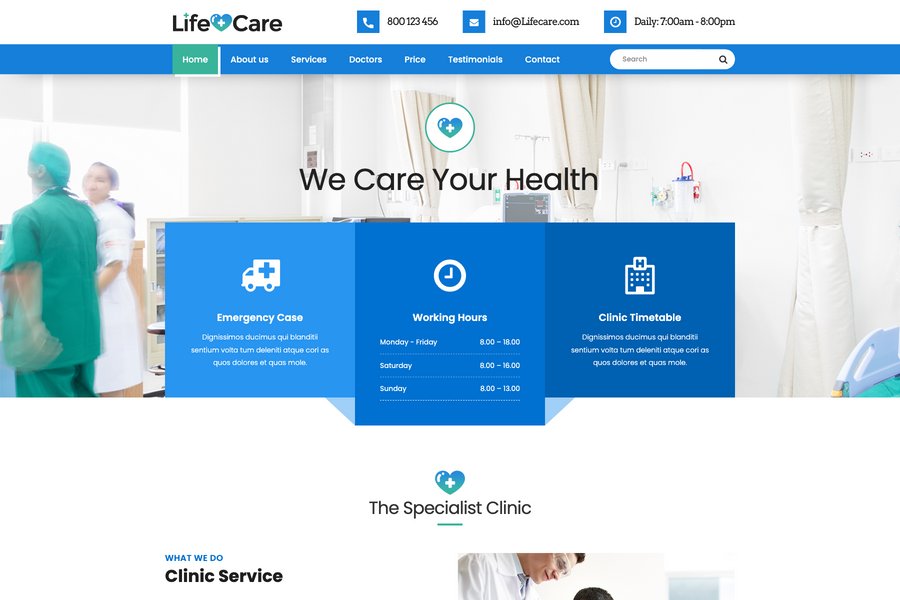 Life Care
800 123 456
info@Lifecare.com
Daily: 7:00am - 8:00pm
Home
About us
Services
Doctors
Price
Testimonials
Contact
Search
We Care Your Health
Emergency Case
Dignissimos ducimus qui blanditii
sentium volta tum deleniti atque cori as
quos dolores et quas mole.
Working Hours
Monday - Friday 8.00 – 18.00
Saturday 8.00 – 16.00
Sunday 8.00 – 13.00
Clinic Timetable
Dignissimos ducimus qui blanditii
sentium volta tum deleniti atque cori as
quos dolores et quas mole.
The Specialist Clinic
WHAT WE DO
Clinic Service